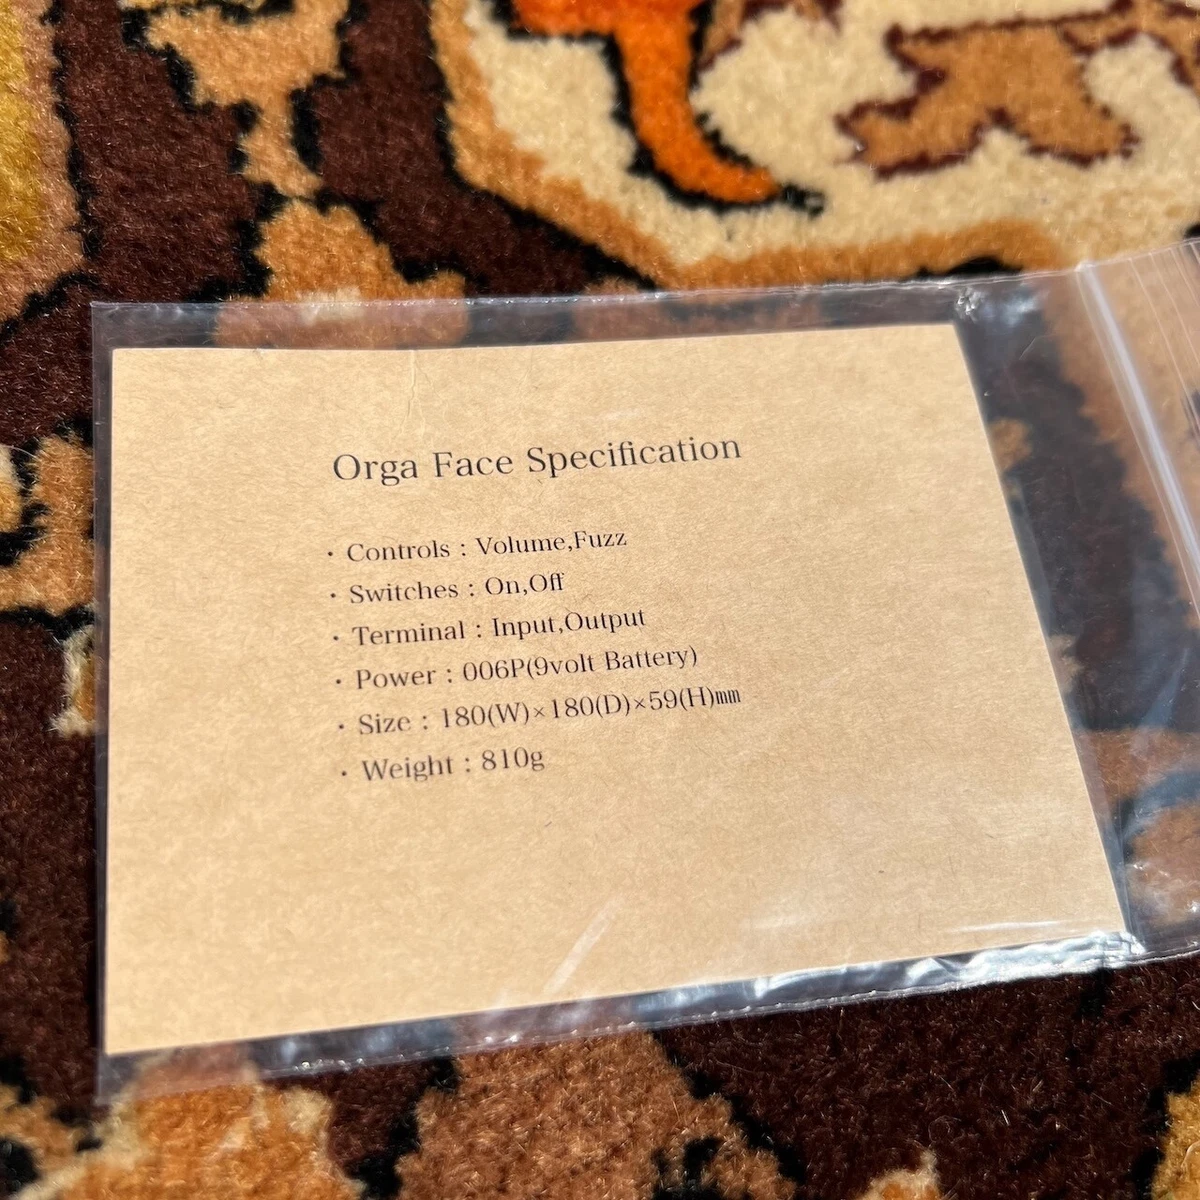 Orga Face Specification
・Controls : Volume,Fuzz
・Switches : On,Off
・Terminal : Input,Output
・Power : 006P(9volt Battery)
・Size : 180(W)×180(D)×59(H)㎜
・Weight : 810g